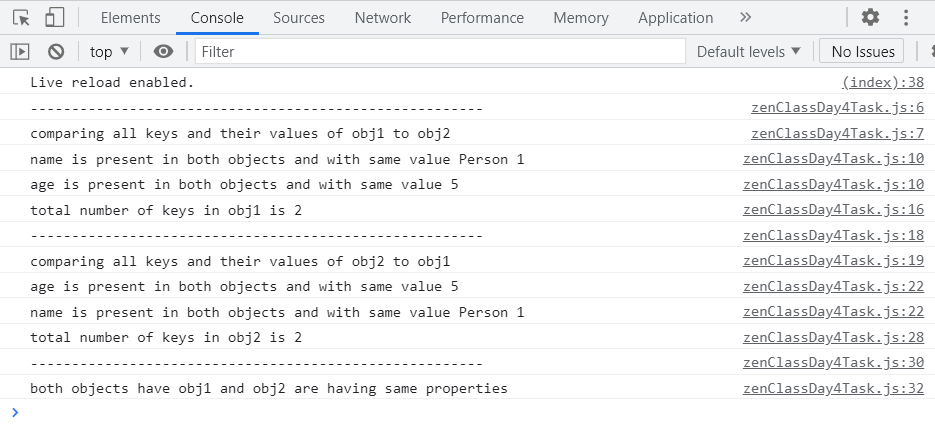 Elements Console Sources Network Performance Memory Application »
top ▼ Filter Default levels ▼ No Issues
Live reload enabled. (index):38
------------------------------------------------------- zenClassDay4Task.js:6
comparing all keys and their values of obj1 to obj2 zenClassDay4Task.js:7
name is present in both objects and with same value Person 1 zenClassDay4Task.js:10
age is present in both objects and with same value 5 zenClassDay4Task.js:10
total number of keys in obj1 is 2 zenClassDay4Task.js:16
------------------------------------------------------- zenClassDay4Task.js:18
comparing all keys and their values of obj2 to obj1 zenClassDay4Task.js:19
age is present in both objects and with same value 5 zenClassDay4Task.js:22
name is present in both objects and with same value Person 1 zenClassDay4Task.js:22
total number of keys in obj2 is 2 zenClassDay4Task.js:28
------------------------------------------------------- zenClassDay4Task.js:30
both objects have obj1 and obj2 are having same properties zenClassDay4Task.js:32